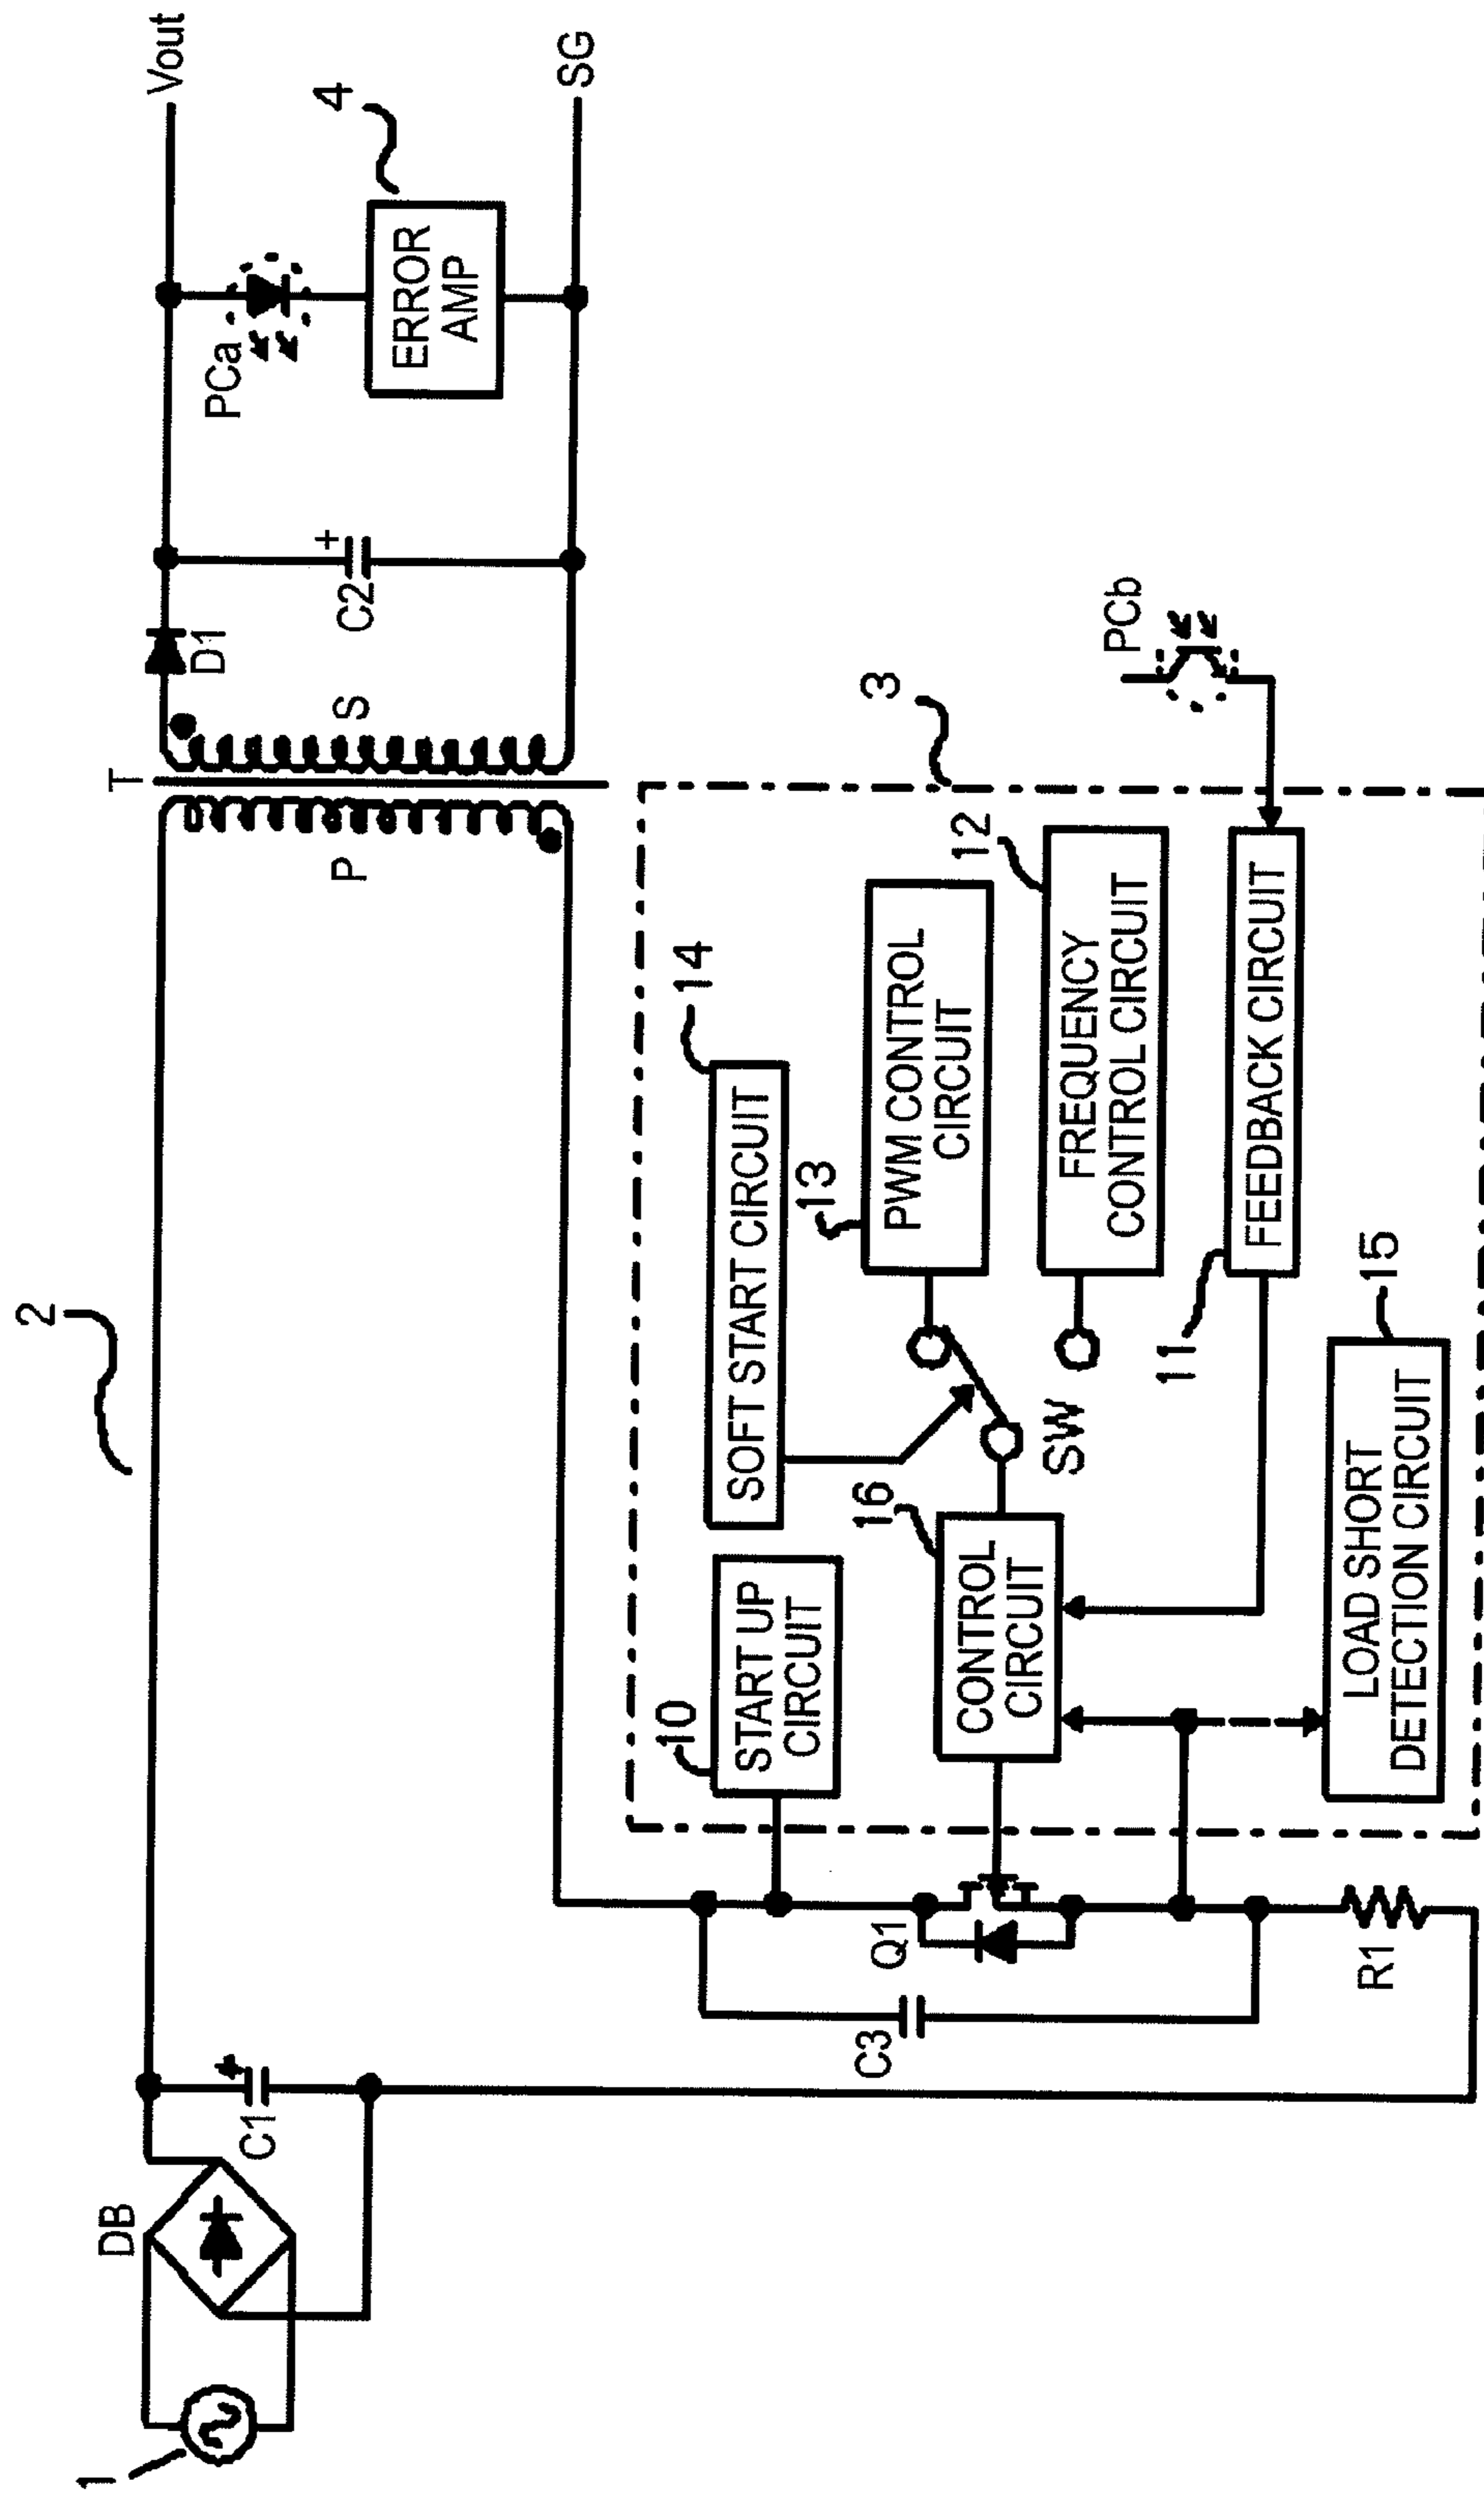 1
DB
C1
2
P
T
S
D1
C2
+
PCa
4
ERROR
AMP
Vout
SG
C3
Q1
R1
10
START UP
CIRCUIT
14
SOFT START CIRCUIT
16
CONTROL
CIRCUIT
SW
13
PWM CONTROL
CIRCUIT
12
FREQUENCY
CONTROL CIRCUIT
11
FEEDBACK CIRCUIT
15
LOAD SHORT
DETECTION CIRCUIT
3
PCb